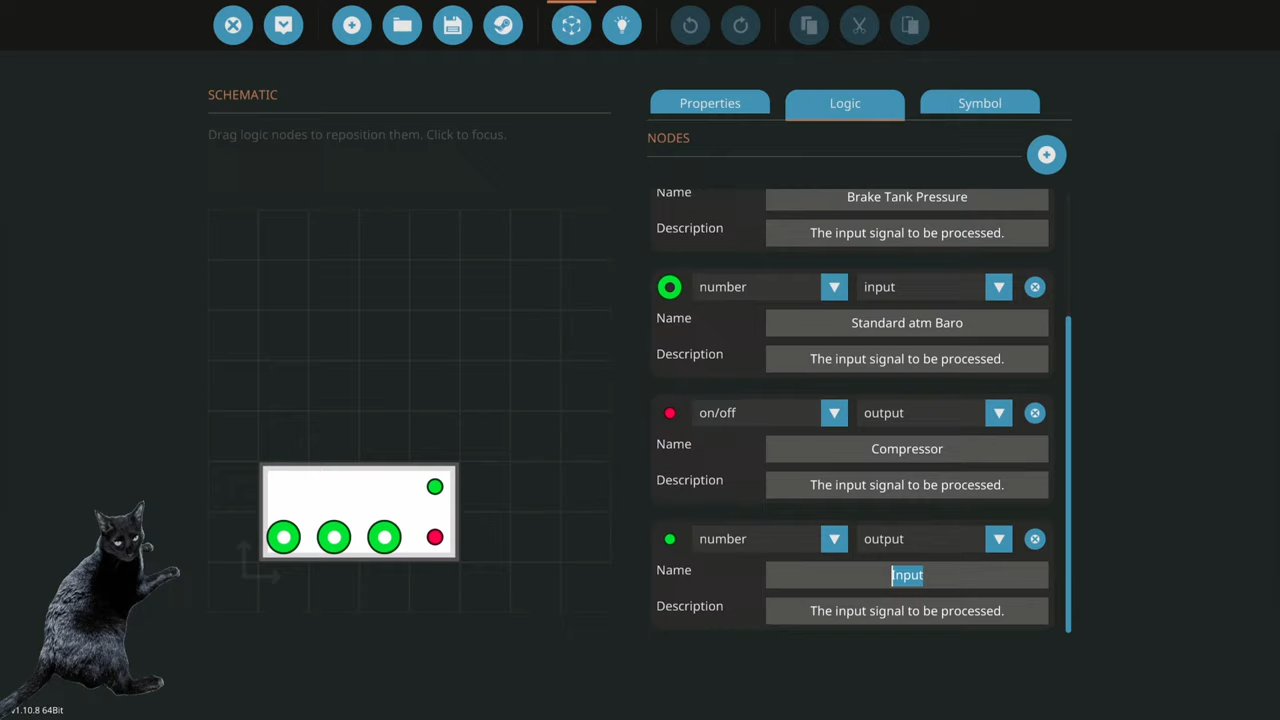 SCHEMATIC
Drag logic nodes to reposition them. Click to focus.
Properties
Logic
Symbol
NODES
Name
Brake Tank Pressure
Description
The input signal to be processed.
number
input
Name
Standard atm Baro
Description
The input signal to be processed.
on/off
output
Name
Compressor
Description
The input signal to be processed.
number
output
Name
Input
Description
The input signal to be processed.
v1.10.8 64Bit